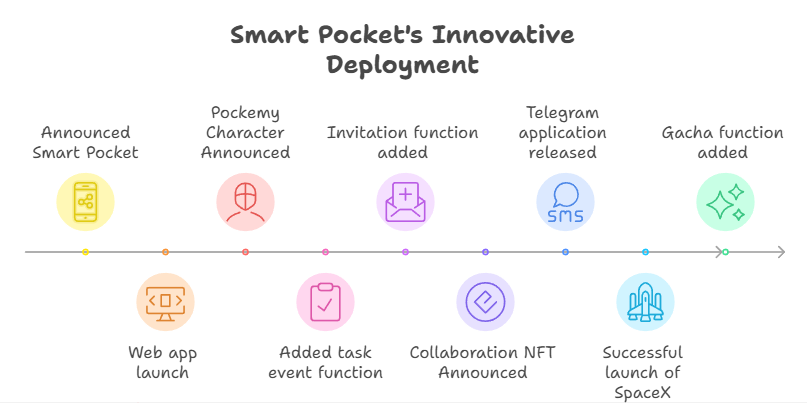 Smart Pocket's Innovative
Deployment
Announced
Smart Pocket
Pockemy
Character
Announced
Invitation function
added
Telegram
application
released
Gacha function
added
SMS
Web app
launch
Added task
event function
Collaboration NFT
Announced
Successful
launch of
SpaceX